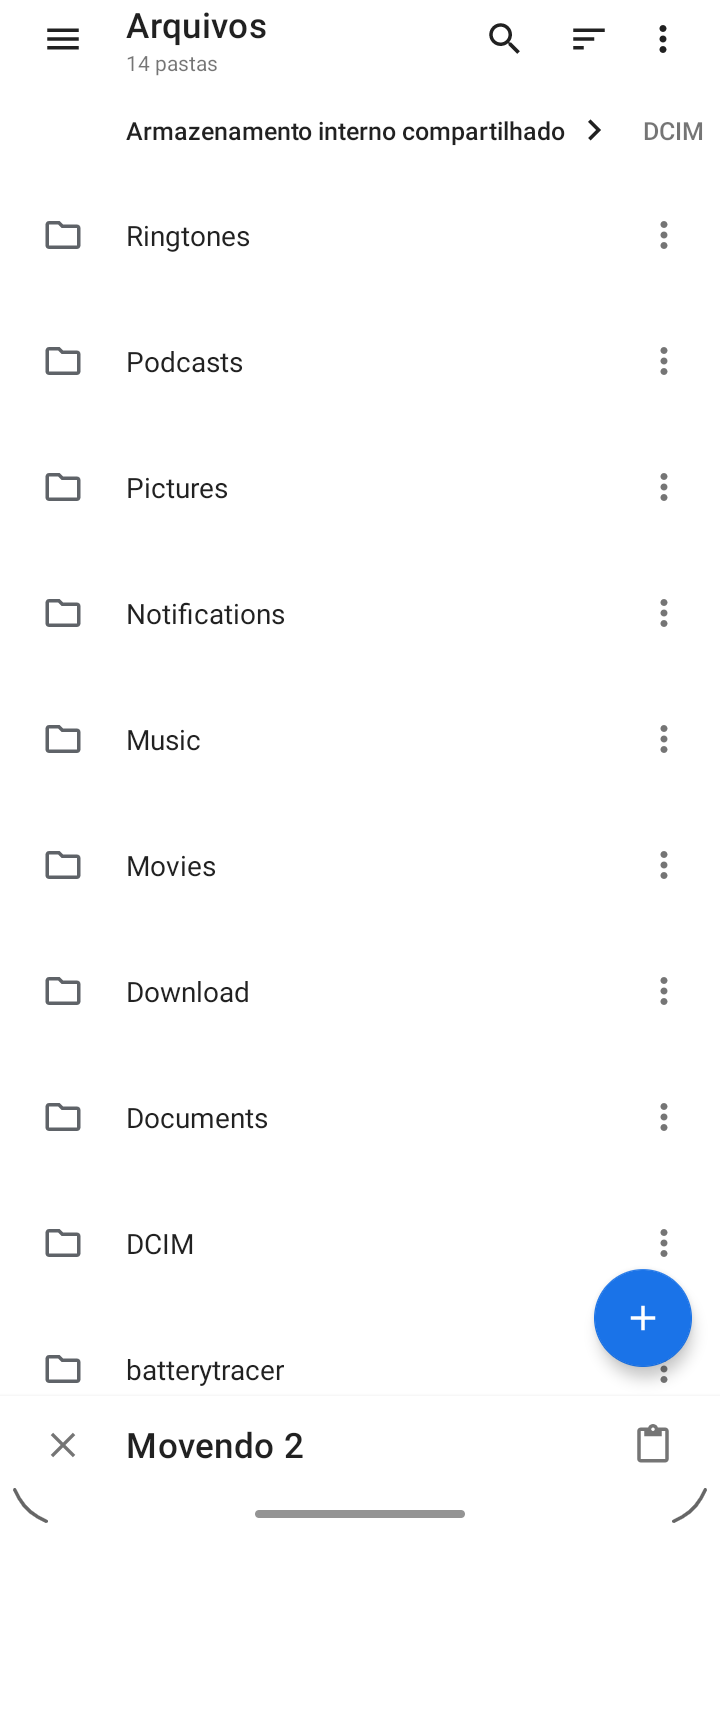 Arquivos
14 pastas
Armazenamento interno compartilhado DCIM
Ringtones
Podcasts
Pictures
Notifications
Music
Movies
Download
Documents
DCIM
batterytracer
Movendo 2